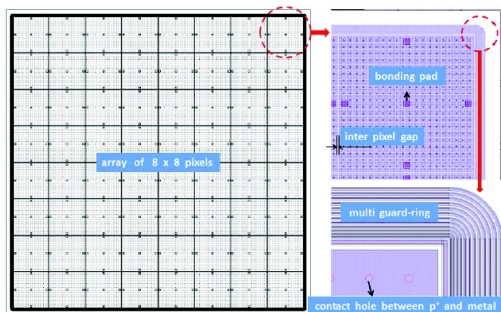 array of 8 x 8 pixels
bonding pad
inter pixel gap
multi guard-ring
contact hole between p⁺ and metal